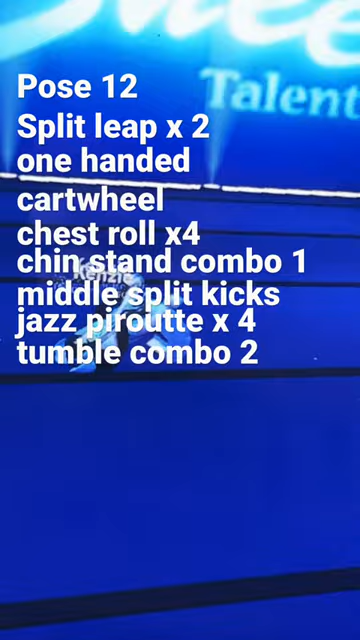 Talent
Pose 12
Split leap x 2
one handed
cartwheel
chest roll x4
chin stand combo 1
kenzie
middle split kicks
jazz piroutte x 4
tumble combo 2